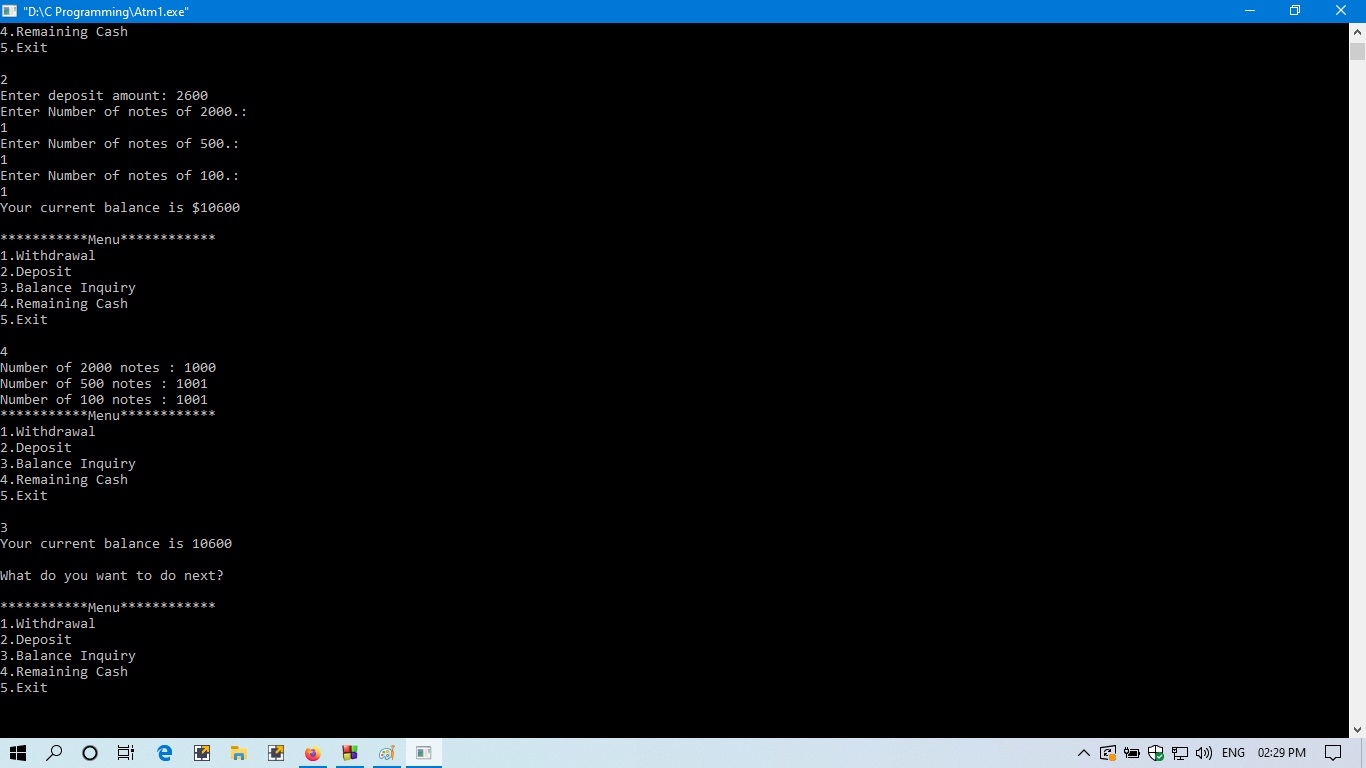 "D:\C Programming\Atm1.exe"
4.Remaining Cash
5.Exit
2
Enter deposit amount: 2600
Enter Number of notes of 2000.:
1
Enter Number of notes of 500.:
1
Enter Number of notes of 100.:
1
Your current balance is $10600
***********Menu************
1.Withdrawal
2.Deposit
3.Balance Inquiry
4.Remaining Cash
5.Exit
4
Number of 2000 notes : 1000
Number of 500 notes : 1001
Number of 100 notes : 1001
***********Menu************
1.Withdrawal
2.Deposit
3.Balance Inquiry
4.Remaining Cash
5.Exit
3
Your current balance is 10600
What do you want to do next?
***********Menu************
1.Withdrawal
2.Deposit
3.Balance Inquiry
4.Remaining Cash
5.Exit
ENG 02:29 PM